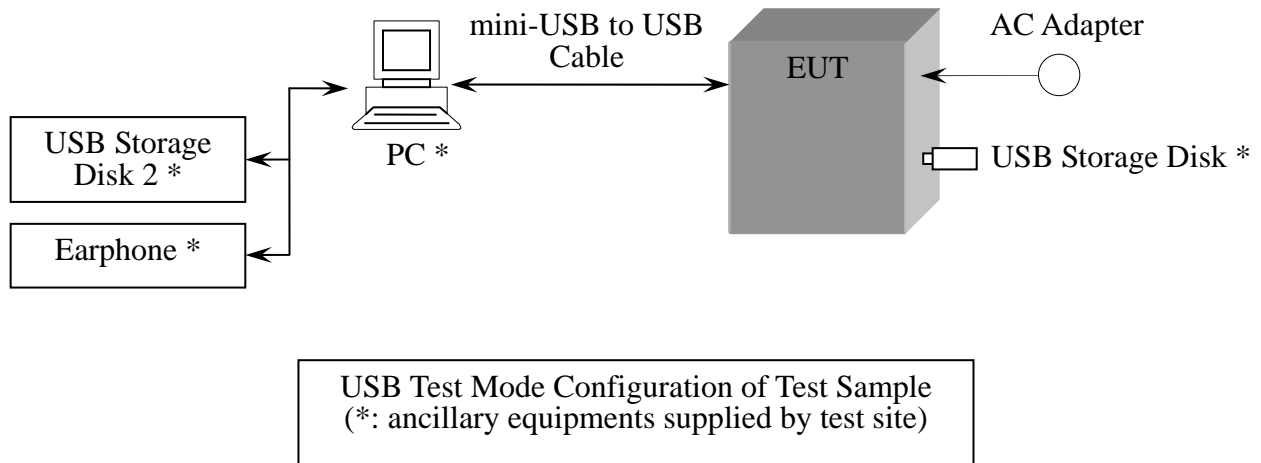 mini-USB to USB
Cable
EUT
AC Adapter
USB Storage
Disk 2 *
PC *
USB Storage Disk *
Earphone *
USB Test Mode Configuration of Test Sample
(*: ancillary equipments supplied by test site)